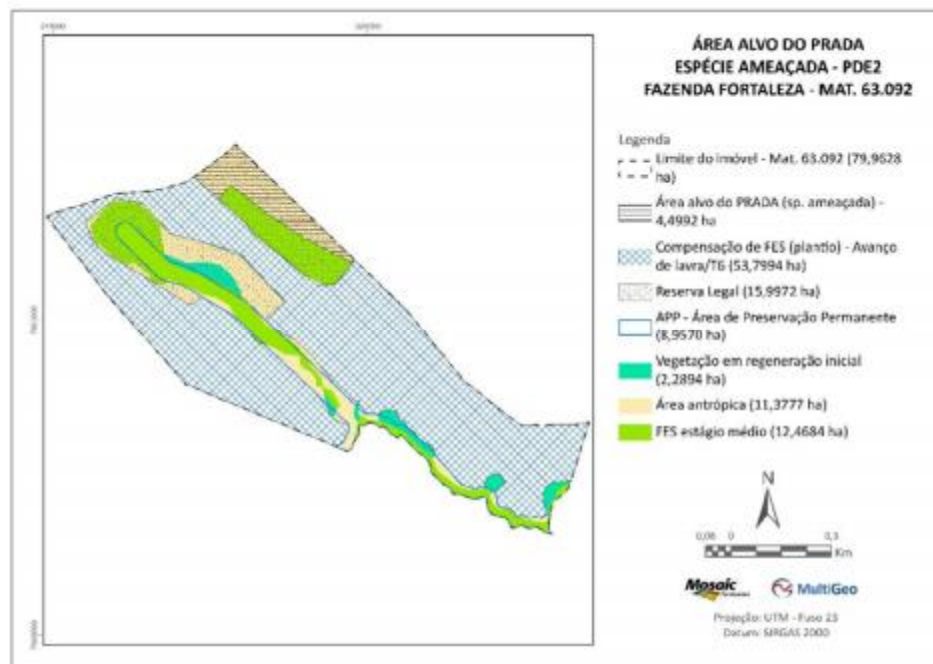 ÁREA ALVO DO PRADA
ESPÉCIE AMEAÇADA - PDE2
FAZENDA FORTALEZA - MAT. 63.092
Legenda
Limite do Imóvel - Mat. 63.092 (79,9628
ha)
Área alvo do PRADA (sp. ameaçada) -
4,4992 ha
Compensação de FES (plantio) - Avanço
de lavra/T6 (53,7994 ha)
Reserva Legal (15,9972 ha)
APP - Área de Preservação Permanente
(8,9570 ha)
Vegetação em regeneração inicial
(2,2894 ha)
Área antrópica (11,3777 ha)
FES estágio médio (12,4684 ha)
N
0,06 0 0,3
Km
Mosaic
MultiGeo
Projeção: UTM - Fuso 23
Datum: SIRGAS 2000